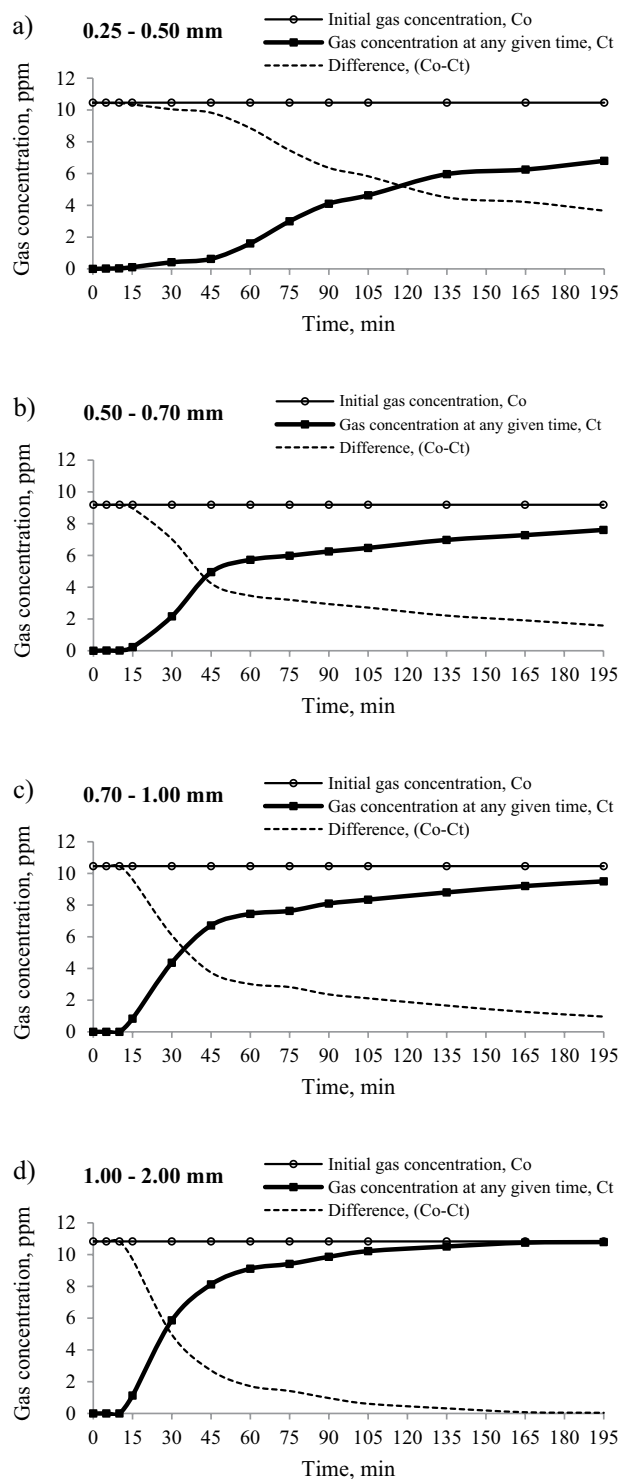 a)
0.25 - 0.50 mm
Initial gas concentration, Co
Gas concentration at any given time, Ct
Difference, (Co-Ct)
Gas concentration, ppm
12
10
8
6
4
2
0
0 15 30 45 60 75 90 105 120 135 150 165 180 195
Time, min
b)
0.50 - 0.70 mm
Initial gas concentration, Co
Gas concentration at any given time, Ct
Difference, (Co-Ct)
Gas concentration, ppm
12
10
8
6
4
2
0
0 15 30 45 60 75 90 105 120 135 150 165 180 195
Time, min
c)
0.70 - 1.00 mm
Initial gas concentration, Co
Gas concentration at any given time, Ct
Difference, (Co-Ct)
Gas concentration, ppm
12
10
8
6
4
2
0
0 15 30 45 60 75 90 105 120 135 150 165 180 195
Time, min
d)
1.00 - 2.00 mm
Initial gas concentration, Co
Gas concentration at any given time, Ct
Difference, (Co-Ct)
Gas concentration, ppm
12
10
8
6
4
2
0
0 15 30 45 60 75 90 105 120 135 150 165 180 195
Time, min